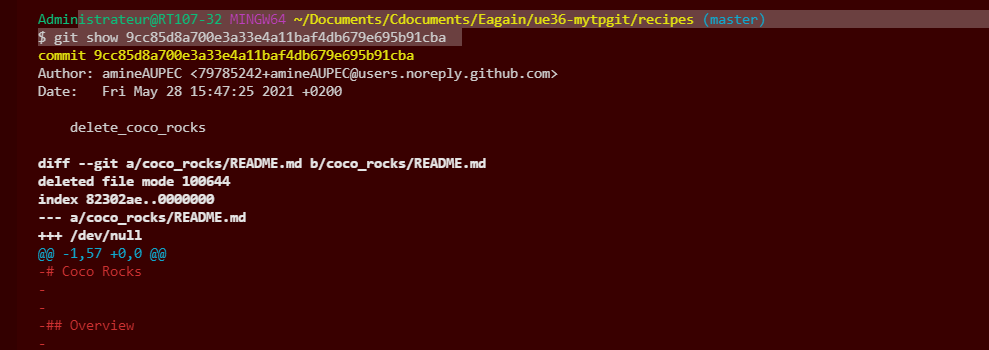 Administrateur@RT107-32 MINGW64 ~/Documents/Cdocuments/Eagain/ue36-mytpgit/recipes (master)
$ git show 9cc85d8a700e3a33e4a11baf4db679e695b91cba
commit 9cc85d8a700e3a33e4a11baf4db679e695b91cba
Author: amineAUPEC <79785242+amineAUPEC@users.noreply.github.com>
Date:   Fri May 28 15:47:25 2021 +0200
    delete_coco_rocks
diff --git a/coco_rocks/README.md b/coco_rocks/README.md
deleted file mode 100644
index 82302ae..0000000
--- a/coco_rocks/README.md
+++ /dev/null
@@ -1,57 +0,0 @@
-# Coco Rocks
-
-
-## Overview
-